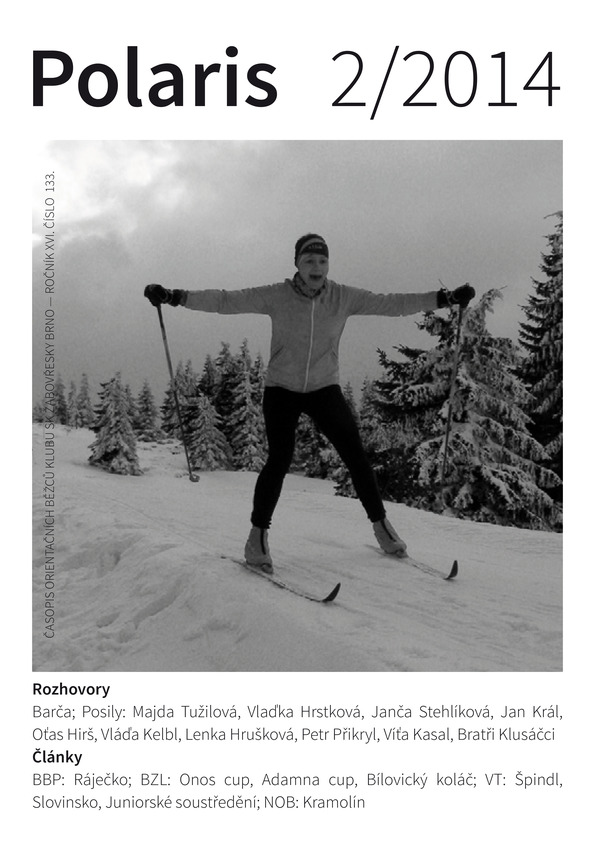 Polaris 2/2014
ČASOPIS ORIENTAČNÍCH BĚŽCŮ KLUBU SK ŽABOVŘESKY BRNO — ROČNÍK XVI. ČÍSLO 133.
Rozhovory
Barča; Posily: Majda Tužilová, Vlaďka Hrstková, Janča Stehlíková, Jan Král,
Oťas Hirš, Vláďa Kelbl, Lenka Hrušková, Petr Přikryl, Víťa Kasal, Bratři Klusáčci
Články
BBP: Ráječko; BZL: Onos cup, Adamna cup, Bílovický koláč; VT: Špindl,
Slovinsko, Juniorské soustředění; NOB: Kramolín